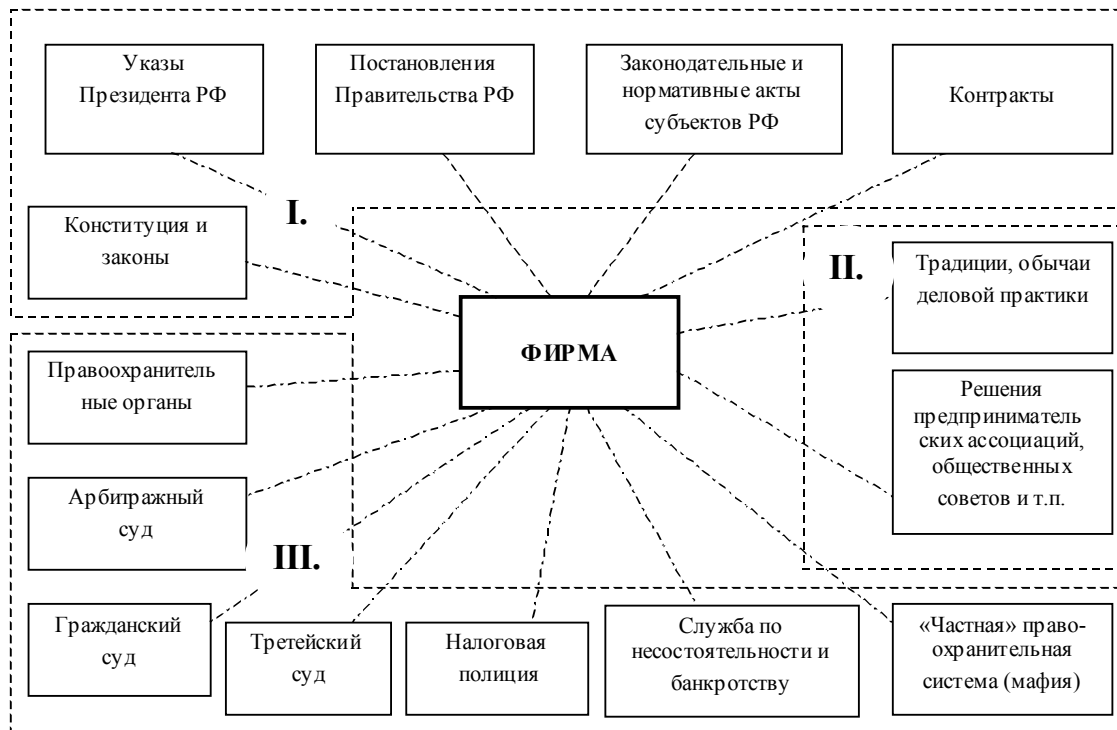 Указы
Президента РФ
Постановления
Правительства РФ
Законодательные и
нормативные акты
субъектов РФ
Контракты
I.
Конституция и
законы
II.
Традиции, обычаи
деловой практики
ФИРМА
Правоохранитель
ные органы
Решения
предприниматель
ских ассоциаций,
общественных
советов и т.п.
Арбитражный
суд
III.
Гражданский
суд
Третейский
суд
Налоговая
полиция
Служба по
несостоятельности и
банкротству
«Частная» право-
охранительная
система (мафия)